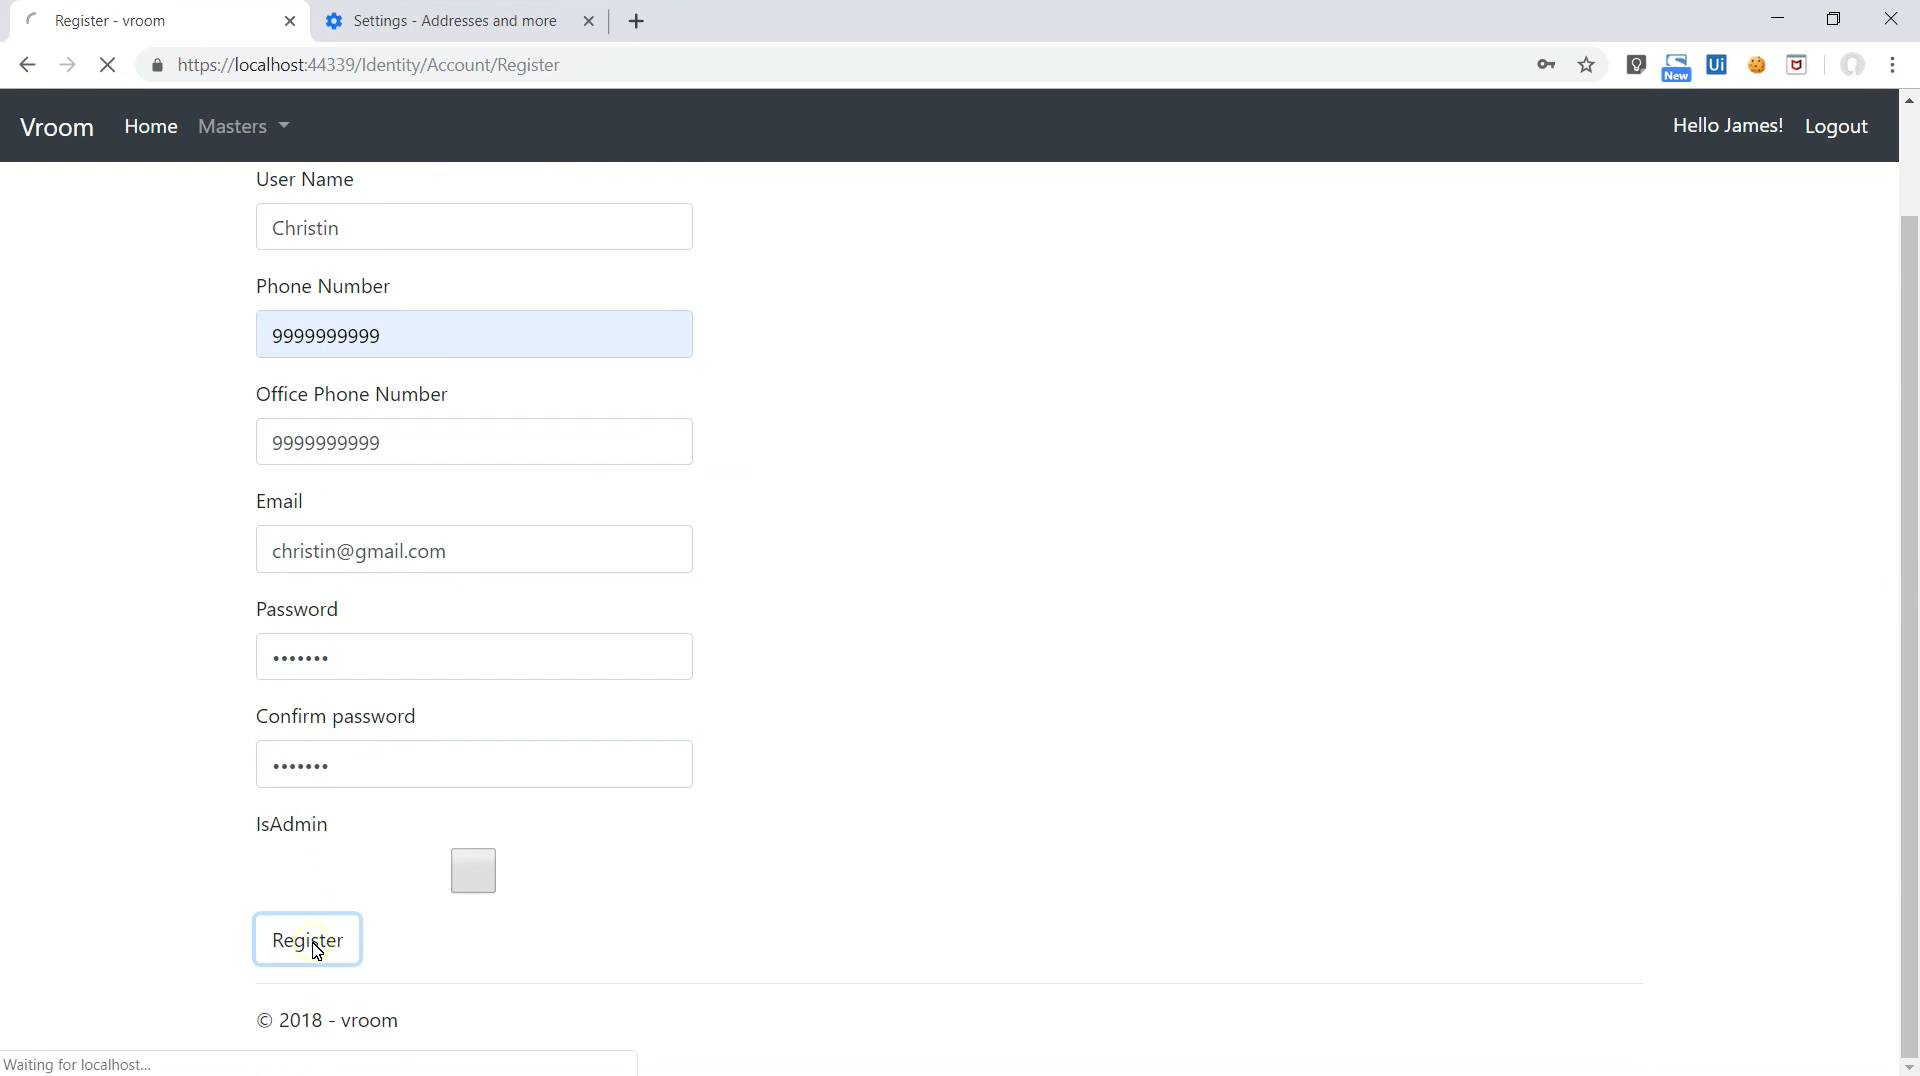 Register - vroom
Settings - Addresses and more
https://localhost:44339/Identity/Account/Register
New
Ui
Vroom
Home
Masters
Hello James!
Logout
User Name
Christin
Phone Number
9999999999
Office Phone Number
9999999999
Email
christin@gmail.com
Password
•••••••
Confirm password
•••••••
IsAdmin
Register
© 2018 - vroom
Waiting for localhost...